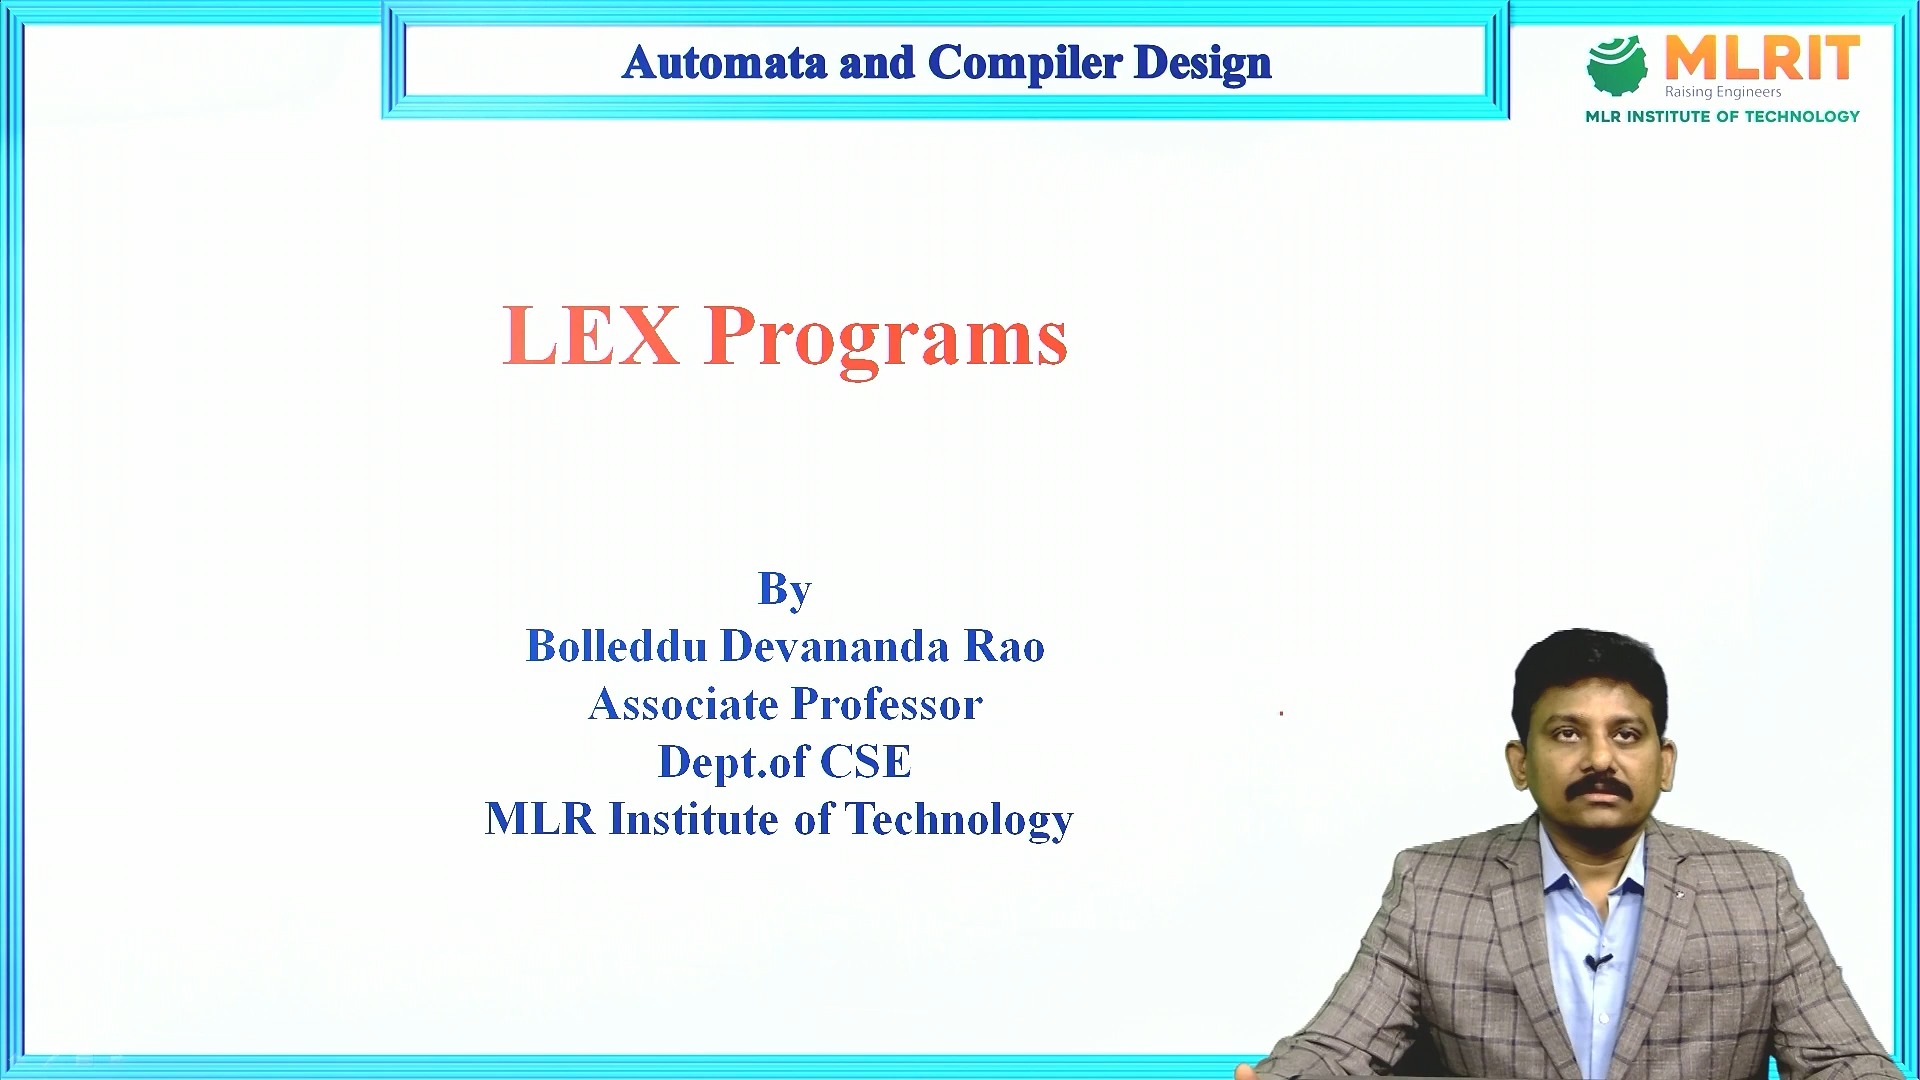 Automata and Compiler Design
MLRIT
Raising Engineers
MLR INSTITUTE OF TECHNOLOGY
LEX Programs
By
Bolleddu Devananda Rao
Associate Professor
Dept.of CSE
MLR Institute of Technology